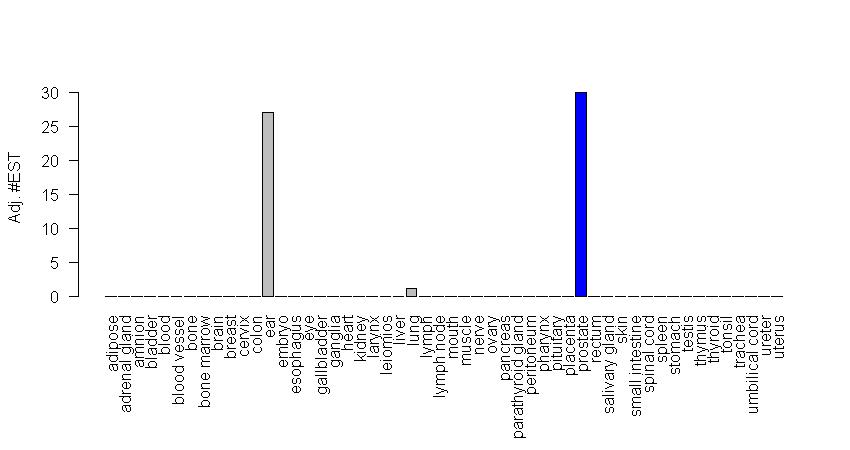 Adj. #EST
30
25
20
15
10
5
0
adipose
adrenal gland
amnion
bladder
blood
blood vessel
bone
bone marrow
brain
breast
cervix
colon
ear
embryo
esophagus
eye
gallbladder
ganglia
heart
kidney
larynx
leiomios
liver
lung
lymph
lymph node
mouth
muscle
nerve
ovary
pancreas
parathyroid gland
peritoneum
pharynx
pituitary
placenta
prostate
rectum
salivary gland
skin
small intestine
spinal cord
spleen
stomach
testis
thymus
thyroid
tonsil
trachea
umbilical cord
ureter
uterus